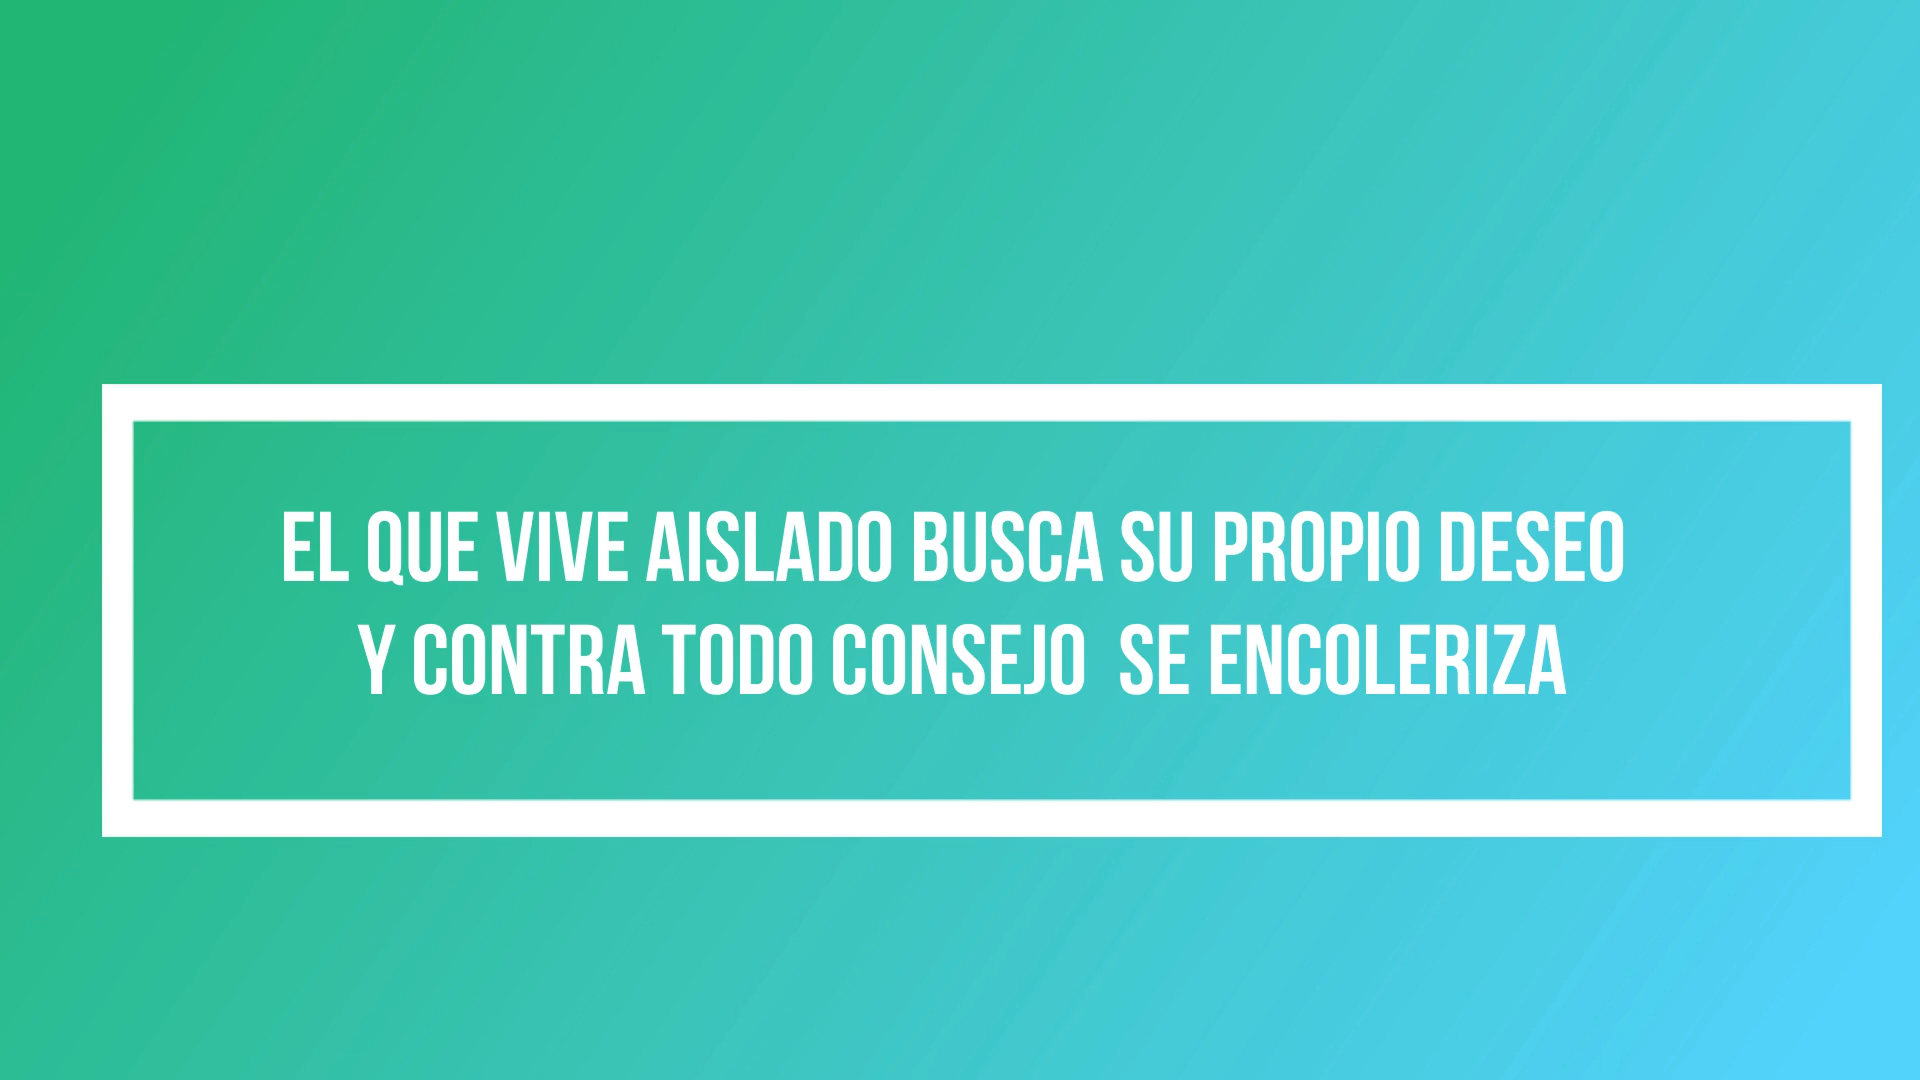 EL QUE VIVE AISLADO BUSCA SU PROPIO DESEO
Y CONTRA TODO CONSEJO  SE ENCOLERIZA